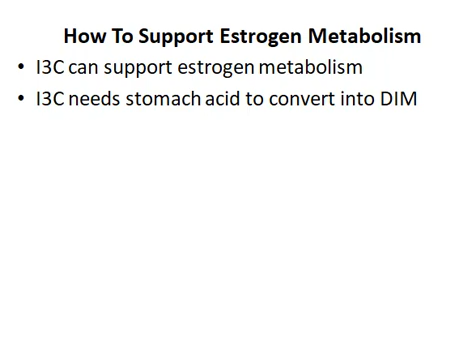 How To Support Estrogen Metabolism
• I3C can support estrogen metabolism
• I3C needs stomach acid to convert into DIM